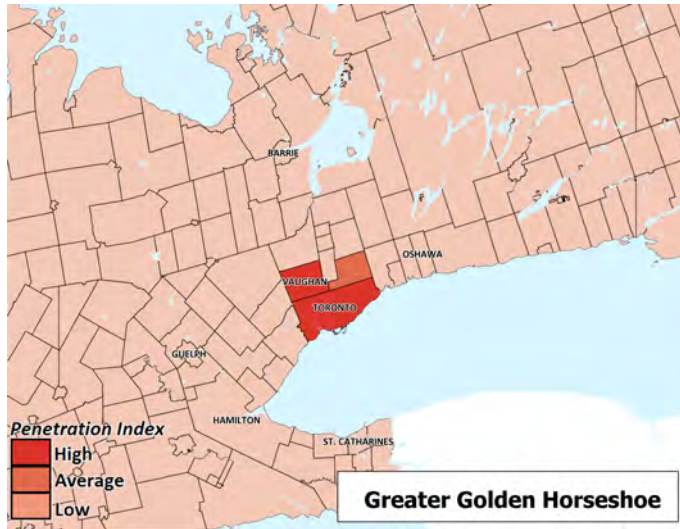 BARRIE
OSHAWA
VAUGHAN
TORONTO
GUELPH
HAMILTON
ST. CATHARINES
Penetration Index
High
Average
Low
Greater Golden Horseshoe